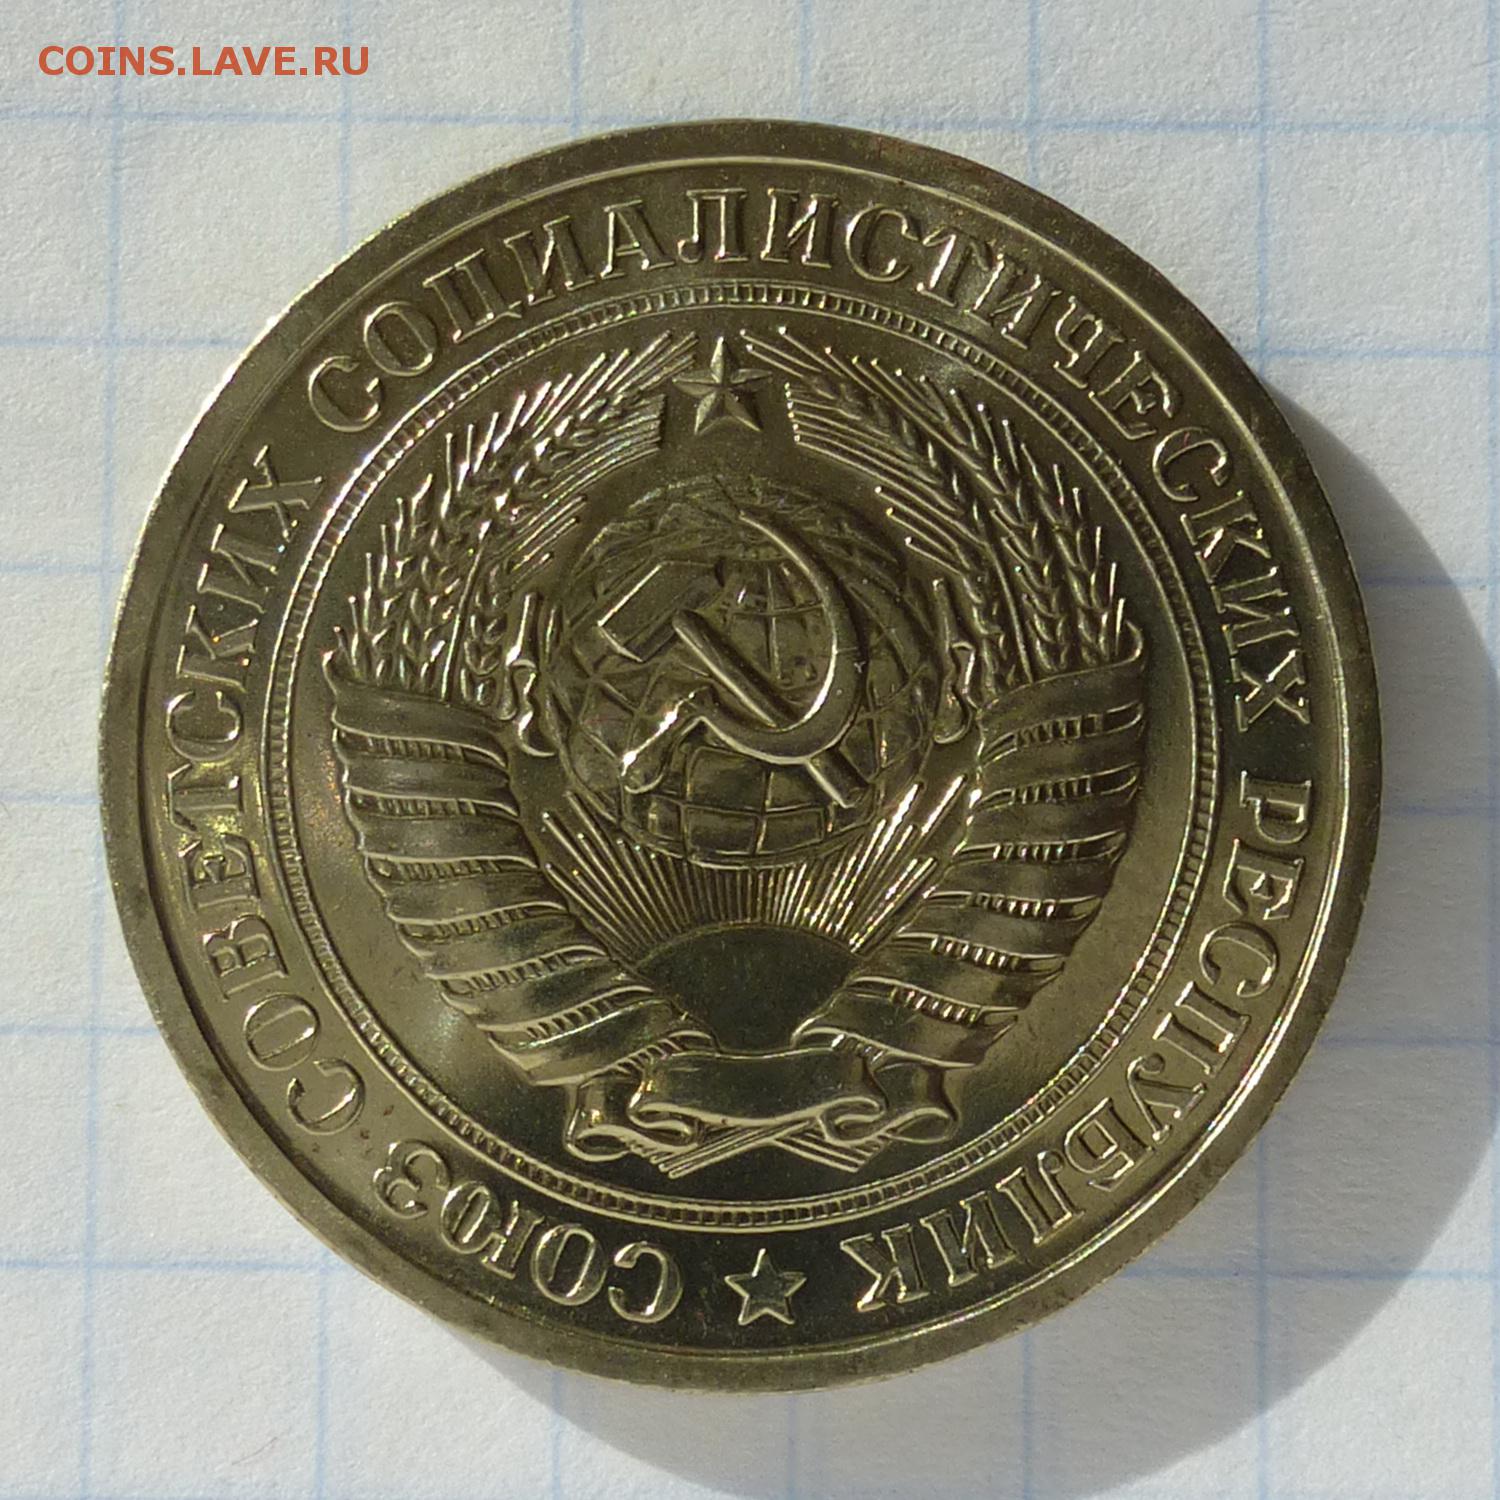 COINS.LAVE.RU
СОЮЗ СОВЕТСКИХ СОЦИАЛИСТИЧЕСКИХ РЕСПУБЛИК